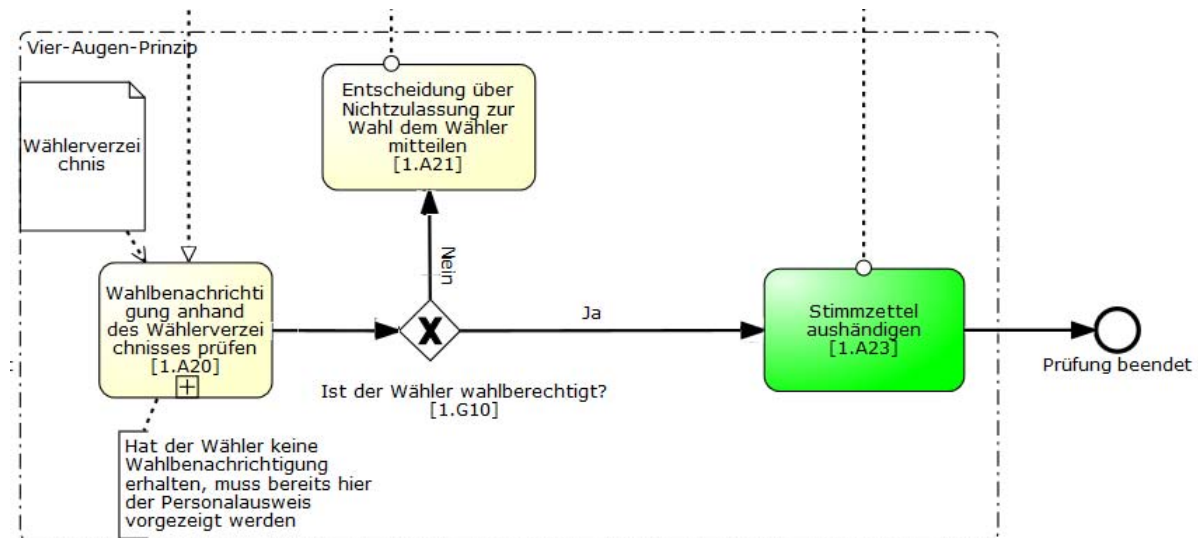 Vier-Augen-Prinzip
Wählerverzei
chnis
Entscheidung über
Nichtzulassung zur
Wahl dem Wähler
mitteilen
[1.A21]
Nein
Wahlbenachrichti
gung anhand
des Wählerverzei
chnisses prüfen
[1.A20]
Ja
Stimmzettel
aushändigen
[1.A23]
Prüfung beendet
Ist der Wähler wahlberechtigt?
[1.G10]
Hat der Wähler keine
Wahlbenachrichtigung
erhalten, muss bereits hier
der Personalausweis
vorgezeigt werden